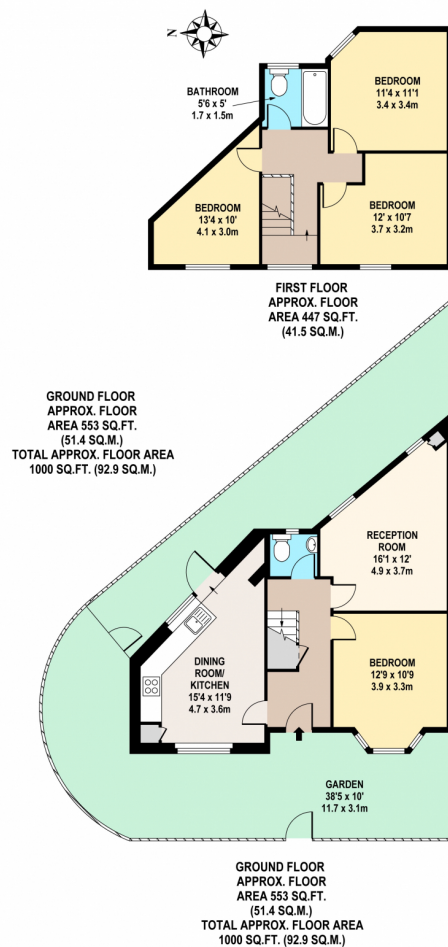 N
BATHROOM
5'6 x 5'
1.7 x 1.5m
BEDROOM
11'4 x 11'1
3.4 x 3.4m
BEDROOM
13'4 x 10'
4.1 x 3.0m
BEDROOM
12' x 10'7
3.7 x 3.2m
FIRST FLOOR
APPROX. FLOOR
AREA 447 SQ.FT.
(41.5 SQ.M.)
GROUND FLOOR
APPROX. FLOOR
AREA 553 SQ.FT.
(51.4 SQ.M.)
TOTAL APPROX. FLOOR AREA
1000 SQ.FT. (92.9 SQ.M.)
RECEPTION
ROOM
16'1 x 12'
4.9 x 3.7m
DINING
ROOM/
KITCHEN
15'4 x 11'9
4.7 x 3.6m
BEDROOM
12'9 x 10'9
3.9 x 3.3m
GARDEN
38'5 x 10'
11.7 x 3.1m
GROUND FLOOR
APPROX. FLOOR
AREA 553 SQ.FT.
(51.4 SQ.M.)
TOTAL APPROX. FLOOR AREA
1000 SQ.FT. (92.9 SQ.M.)